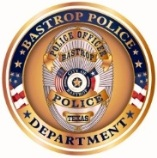 BASTROP POLICE
DEPARTMENT
POLICE OFFICER
BASTROP
POLICE
TEXAS